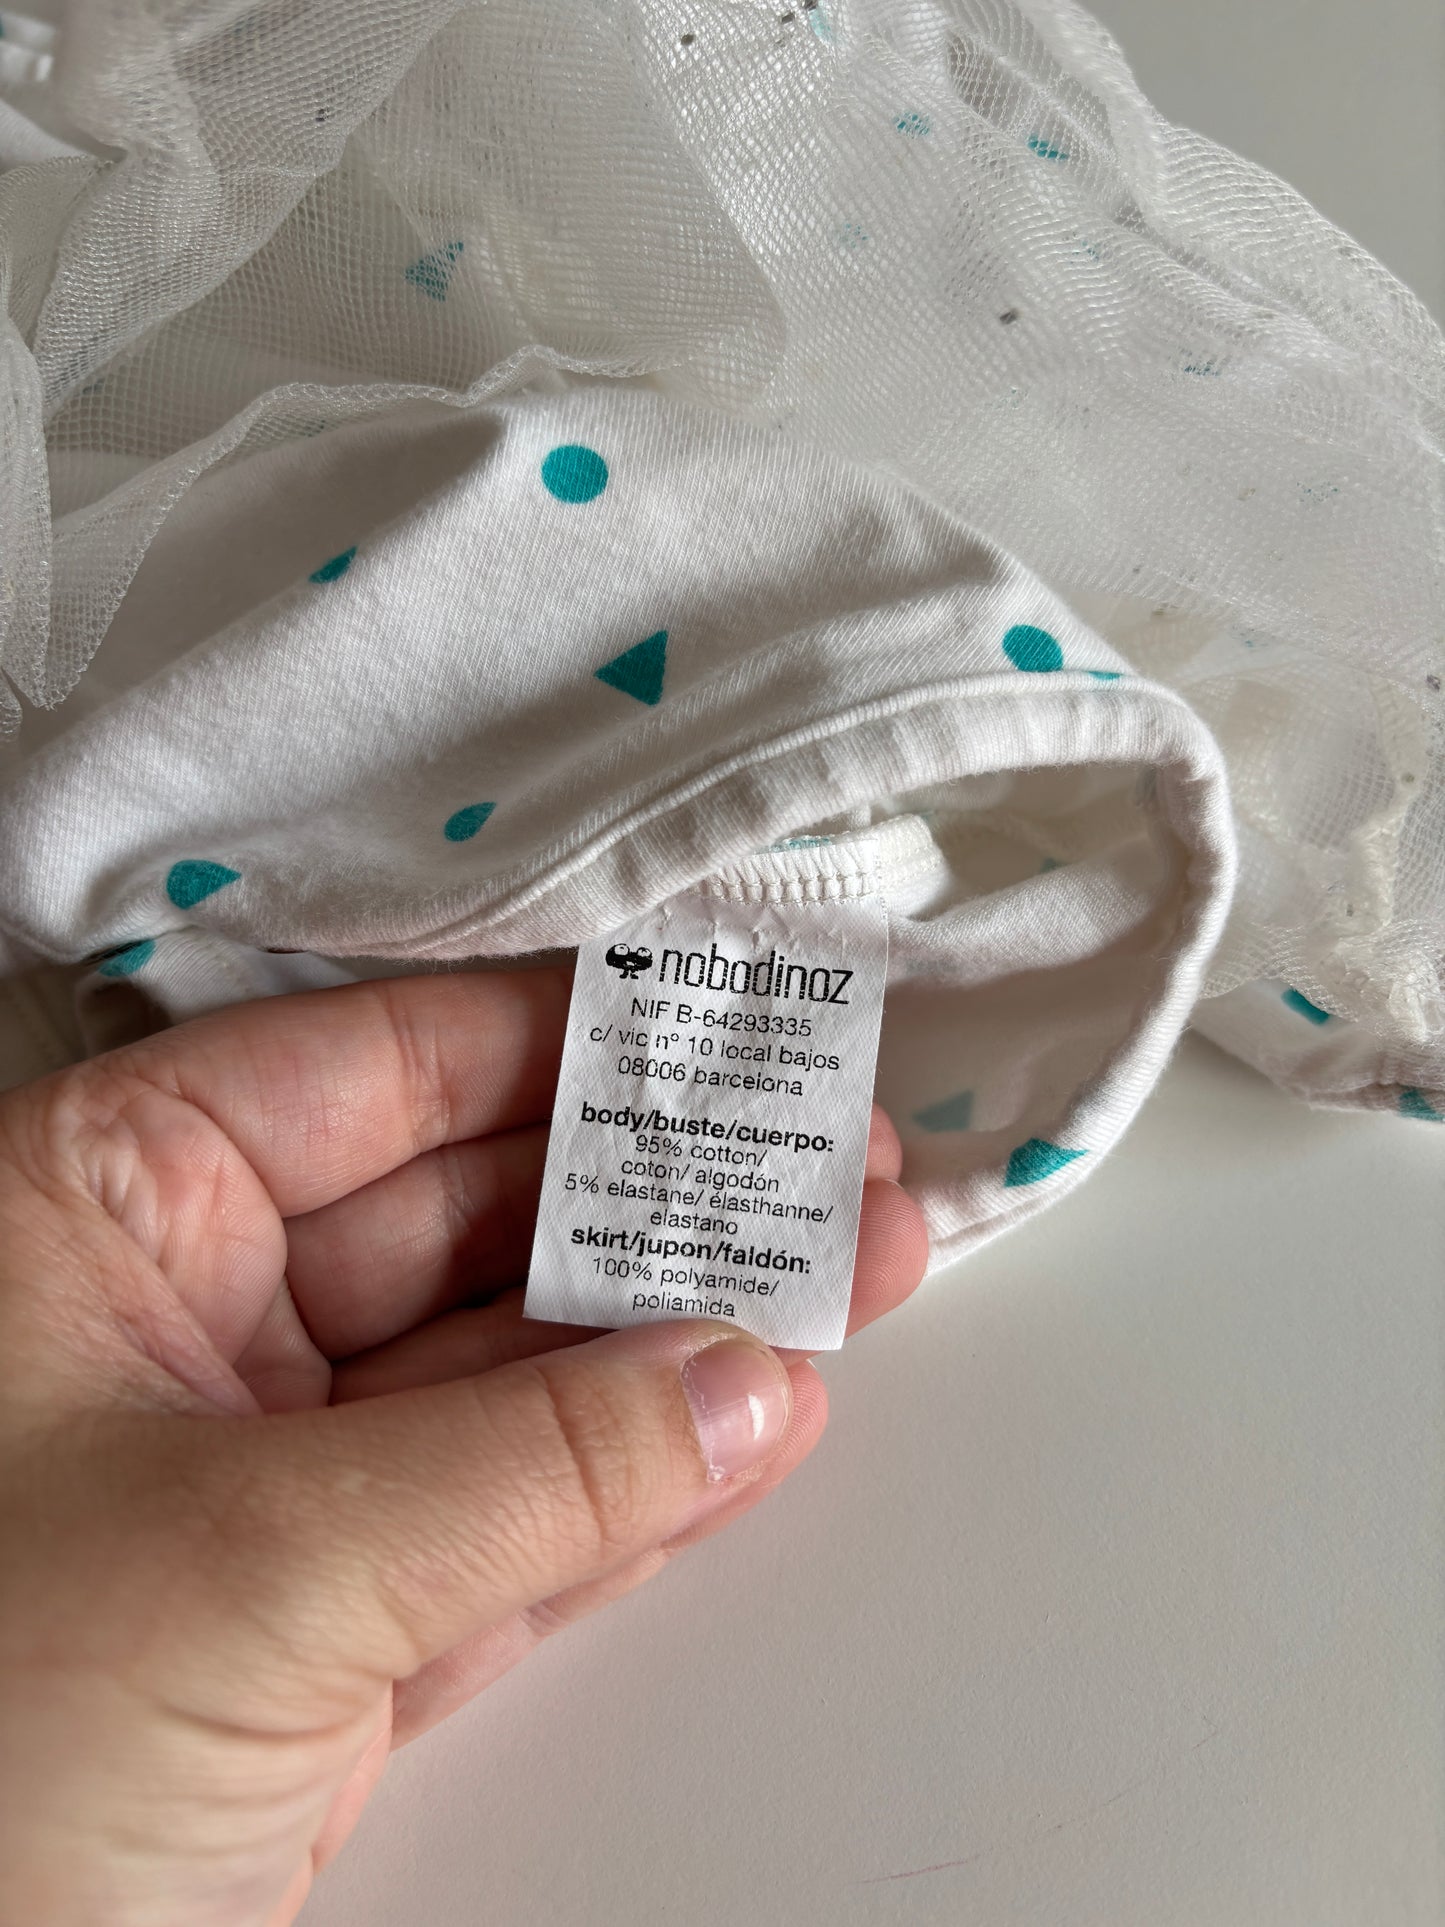 nobodinoz
NIF B-64293335
c/ vic nº 10 local bajos
08006 barcelona
body/buste/cuerpo:
95% cotton/
coton/ algodón
5% elastane/ élasthanne/
elastano
skirt/jupon/faldón:
100% polyamide/
poliamida